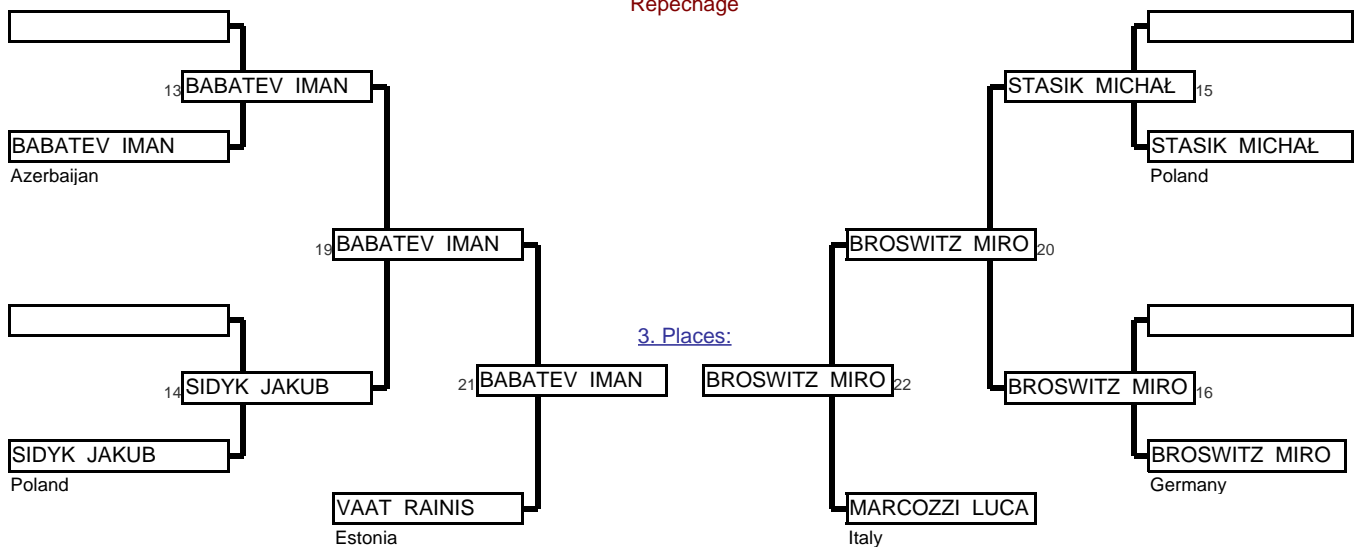 Repechage
13 BABATEV IMAN
STASIK MICHAŁ 15
BABATEV IMAN
Azerbaijan
STASIK MICHAŁ
Poland
19 BABATEV IMAN
BROSWITZ MIRO 20
3. Places:
14 SIDYK JAKUB
21 BABATEV IMAN
BROSWITZ MIRO 22
BROSWITZ MIRO 16
SIDYK JAKUB
Poland
BROSWITZ MIRO
Germany
VAAT RAINIS
Estonia
MARCOZZI LUCA
Italy